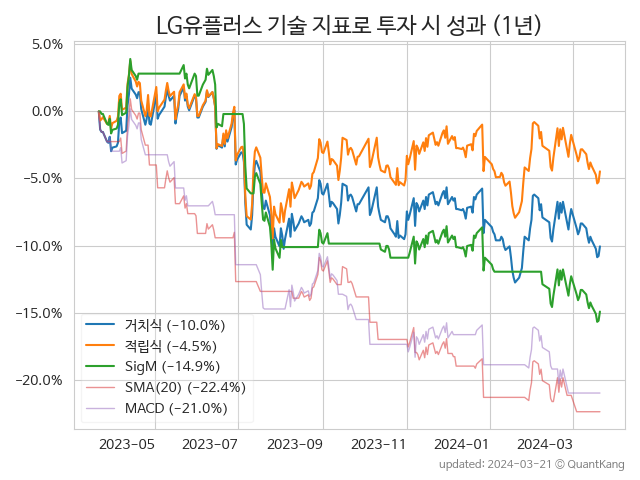 LG유플러스 기술 지표로 투자 시 성과 (1년)
5.0%
0.0%
−5.0%
−10.0%
−15.0%
−20.0%
거치식 (−10.0%)
적립식 (−4.5%)
SigM (−14.9%)
SMA(20) (−22.4%)
MACD (−21.0%)
2023-05 2023-07 2023-09 2023-11 2024-01 2024-03
updated: 2024-03-21 © QuantKang